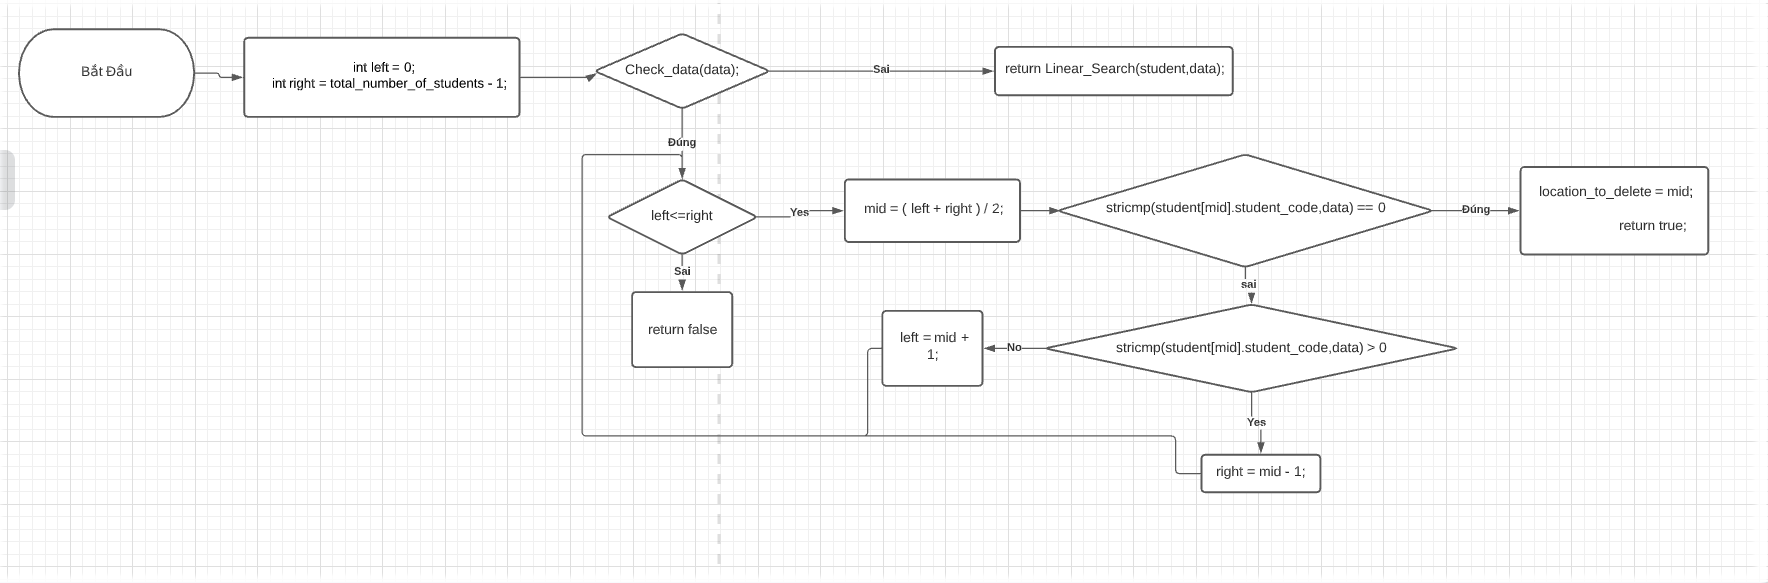 Bắt Đầu
int left = 0;
int right = total_number_of_students - 1;
Check_data(data);
Sai
return Linear_Search(student,data);
Đúng
left<=right
Yes
mid = ( left + right ) / 2;
stricmp(student[mid].student_code,data) == 0
Đúng
location_to_delete = mid;
return true;
Sai
return false
sai
stricmp(student[mid].student_code,data) > 0
No
left = mid +
1;
Yes
right = mid - 1;